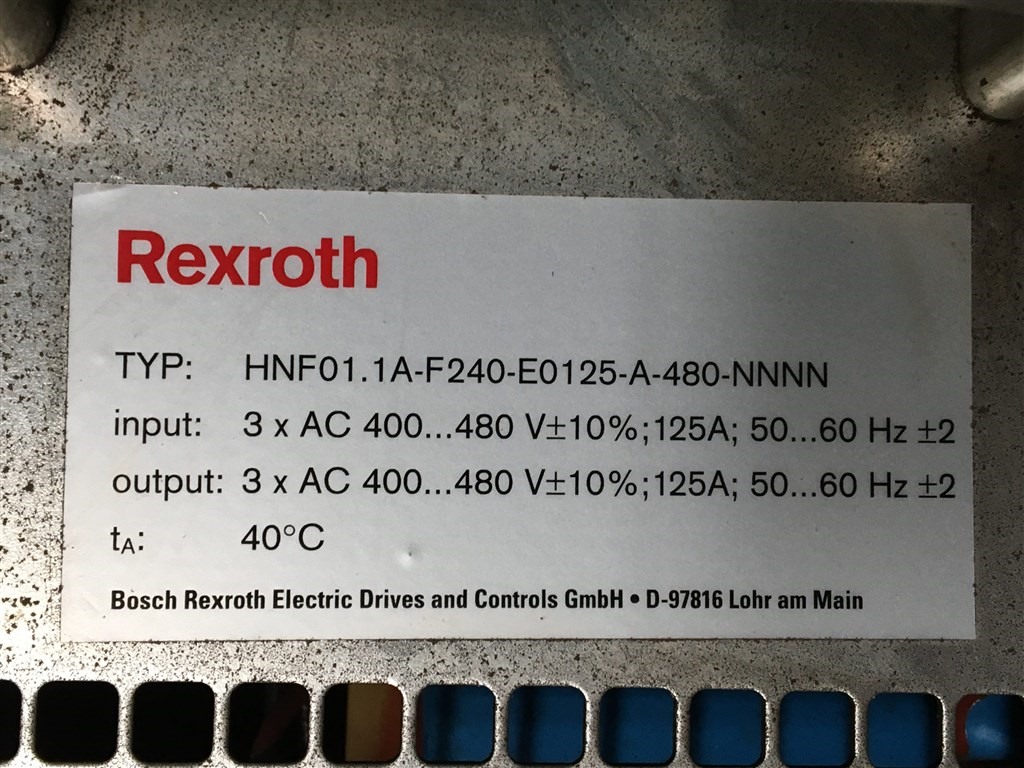 Rexroth
TYP: HNF01.1A-F240-E0125-A-480-NNNN
input: 3 x AC 400...480 V±10%;125A; 50...60 Hz ±2
output: 3 x AC 400...480 V±10%;125A; 50...60 Hz ±2
tA: 40°C
Bosch Rexroth Electric Drives and Controls GmbH • D-97816 Lohr am Main